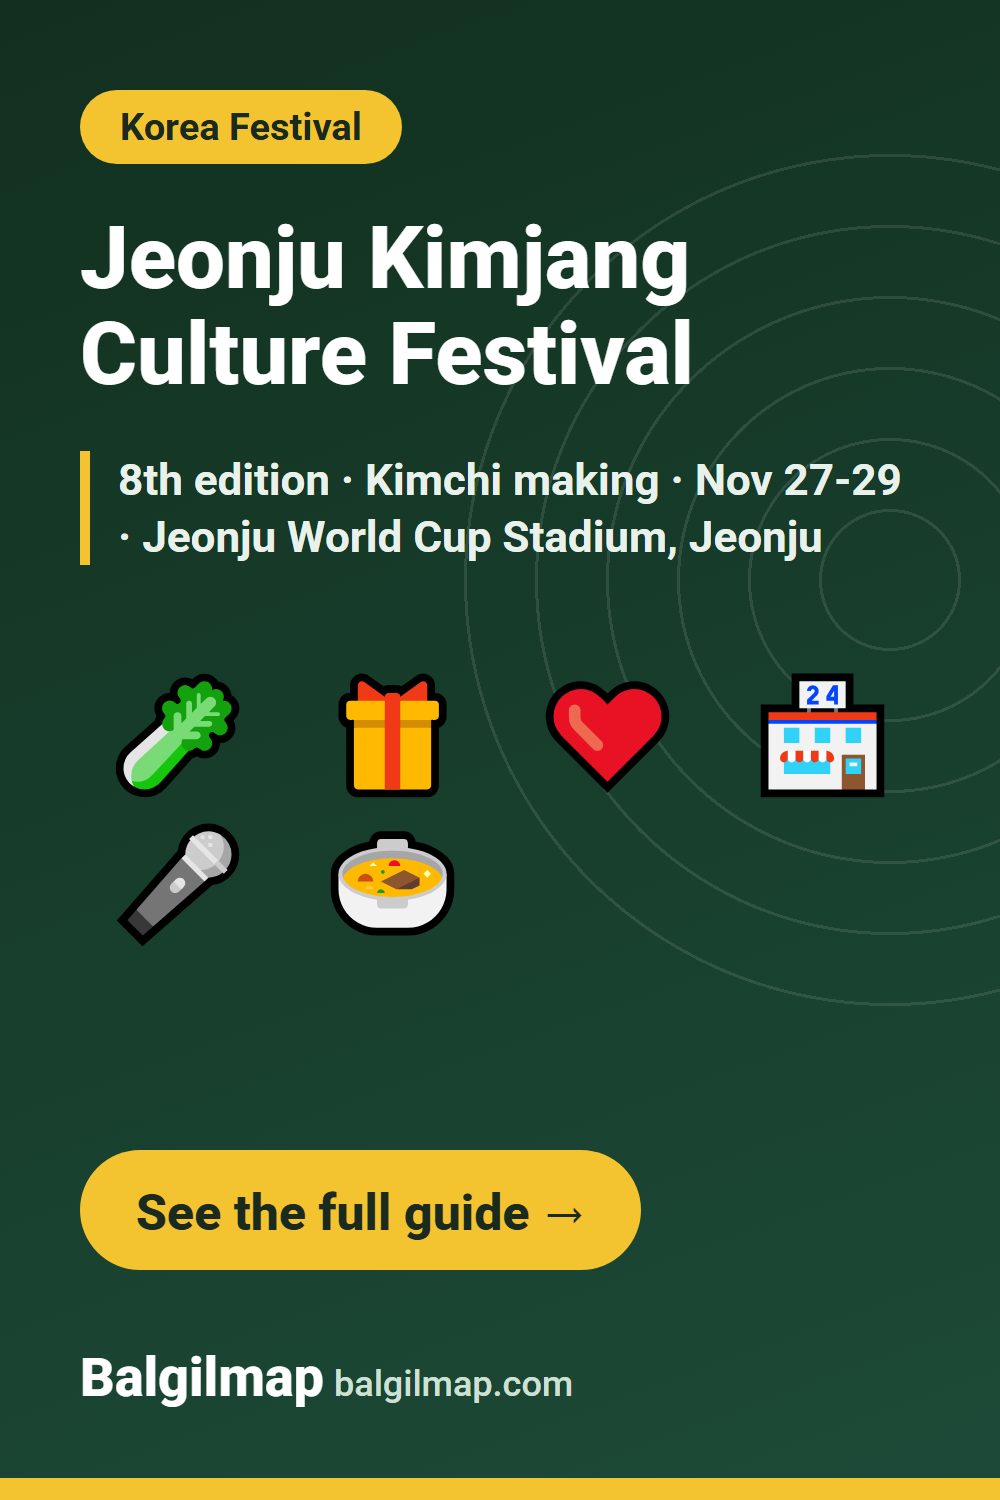 Korea Festival
Jeonju Kimjang
Culture Festival
8th edition · Kimchi making · Nov 27-29
· Jeonju World Cup Stadium, Jeonju
24
See the full guide →
Balgilmap balgilmap.com